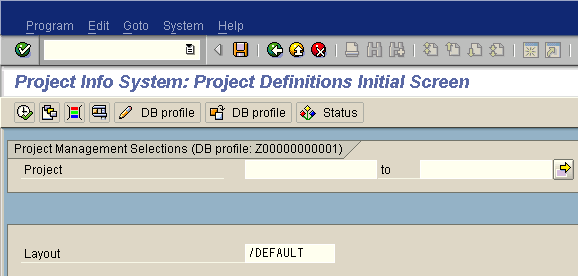 Program Edit Goto System Help
Project Info System: Project Definitions Initial Screen
DB profile DB profile Status
Project Management Selections (DB profile: Z00000000001)
Project to
Layout /DEFAULT